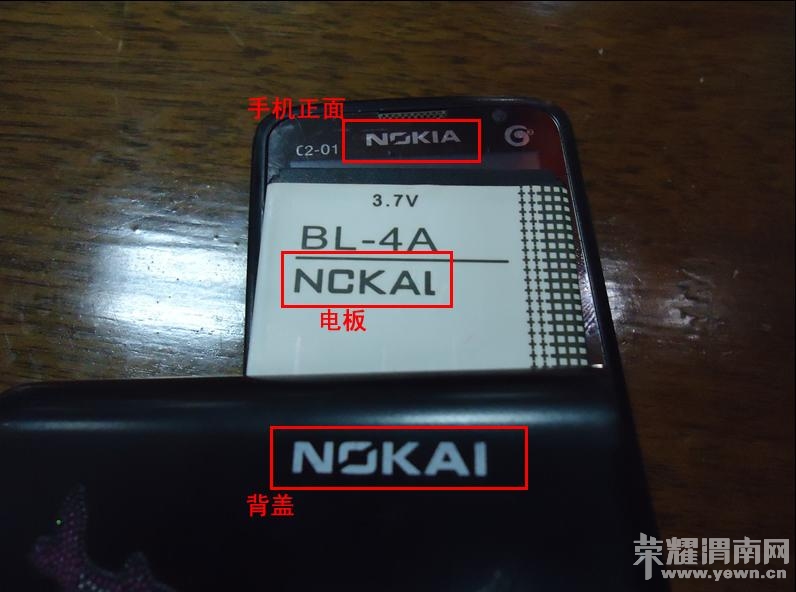 手机正面
NOKIA
C2-01
3.7V
BL-4A
NCKAL
电板
NOKAI
背盖
荣耀渭南网
www.yewn.cn